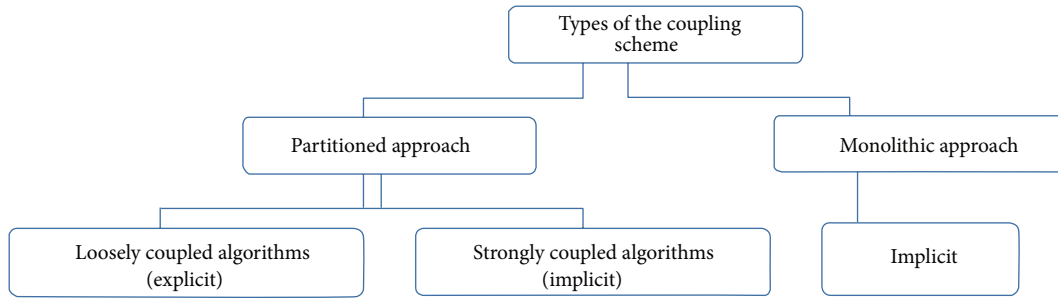 Types of the coupling
scheme
Partitioned approach
Monolithic approach
Loosely coupled algorithms
(explicit)
Strongly coupled algorithms
(implicit)
Implicit